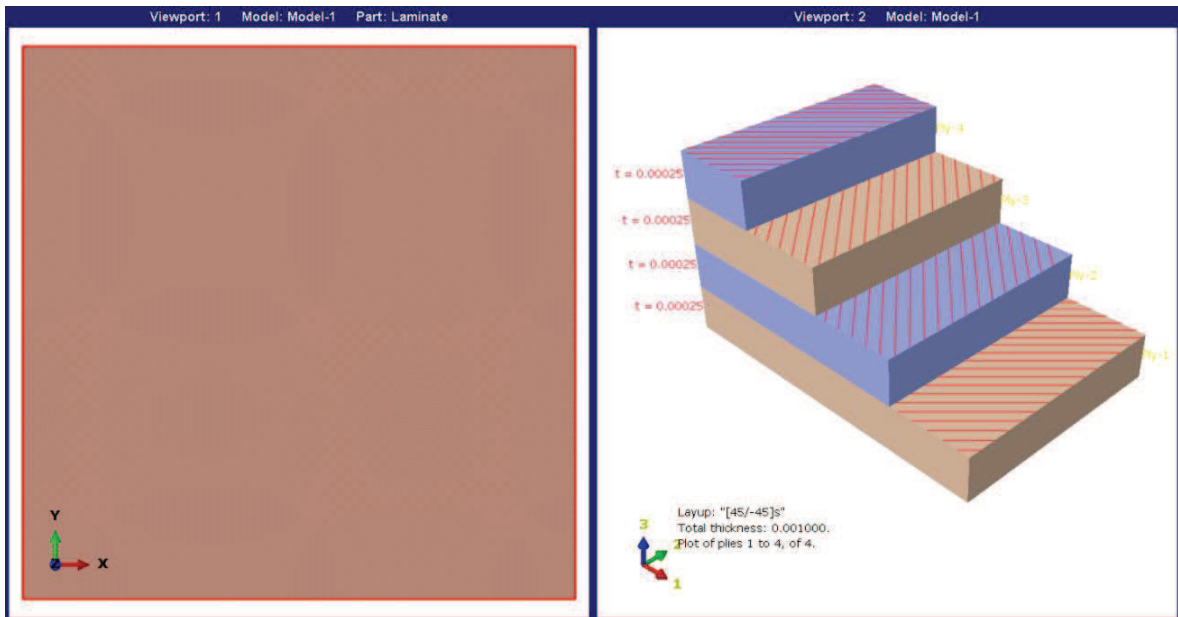 Viewport: 1 Model: Model-1 Part: Laminate
Y
Z
X
Viewport: 2 Model: Model-1
Ply-4
t = 0.00025
Ply-3
t = 0.00025
t = 0.00025
Ply-2
t = 0.00025
Ply-1
Layup: "[45/-45]s"
Total thickness: 0.001000.
Plot of plies 1 to 4, of 4.
3
2
1